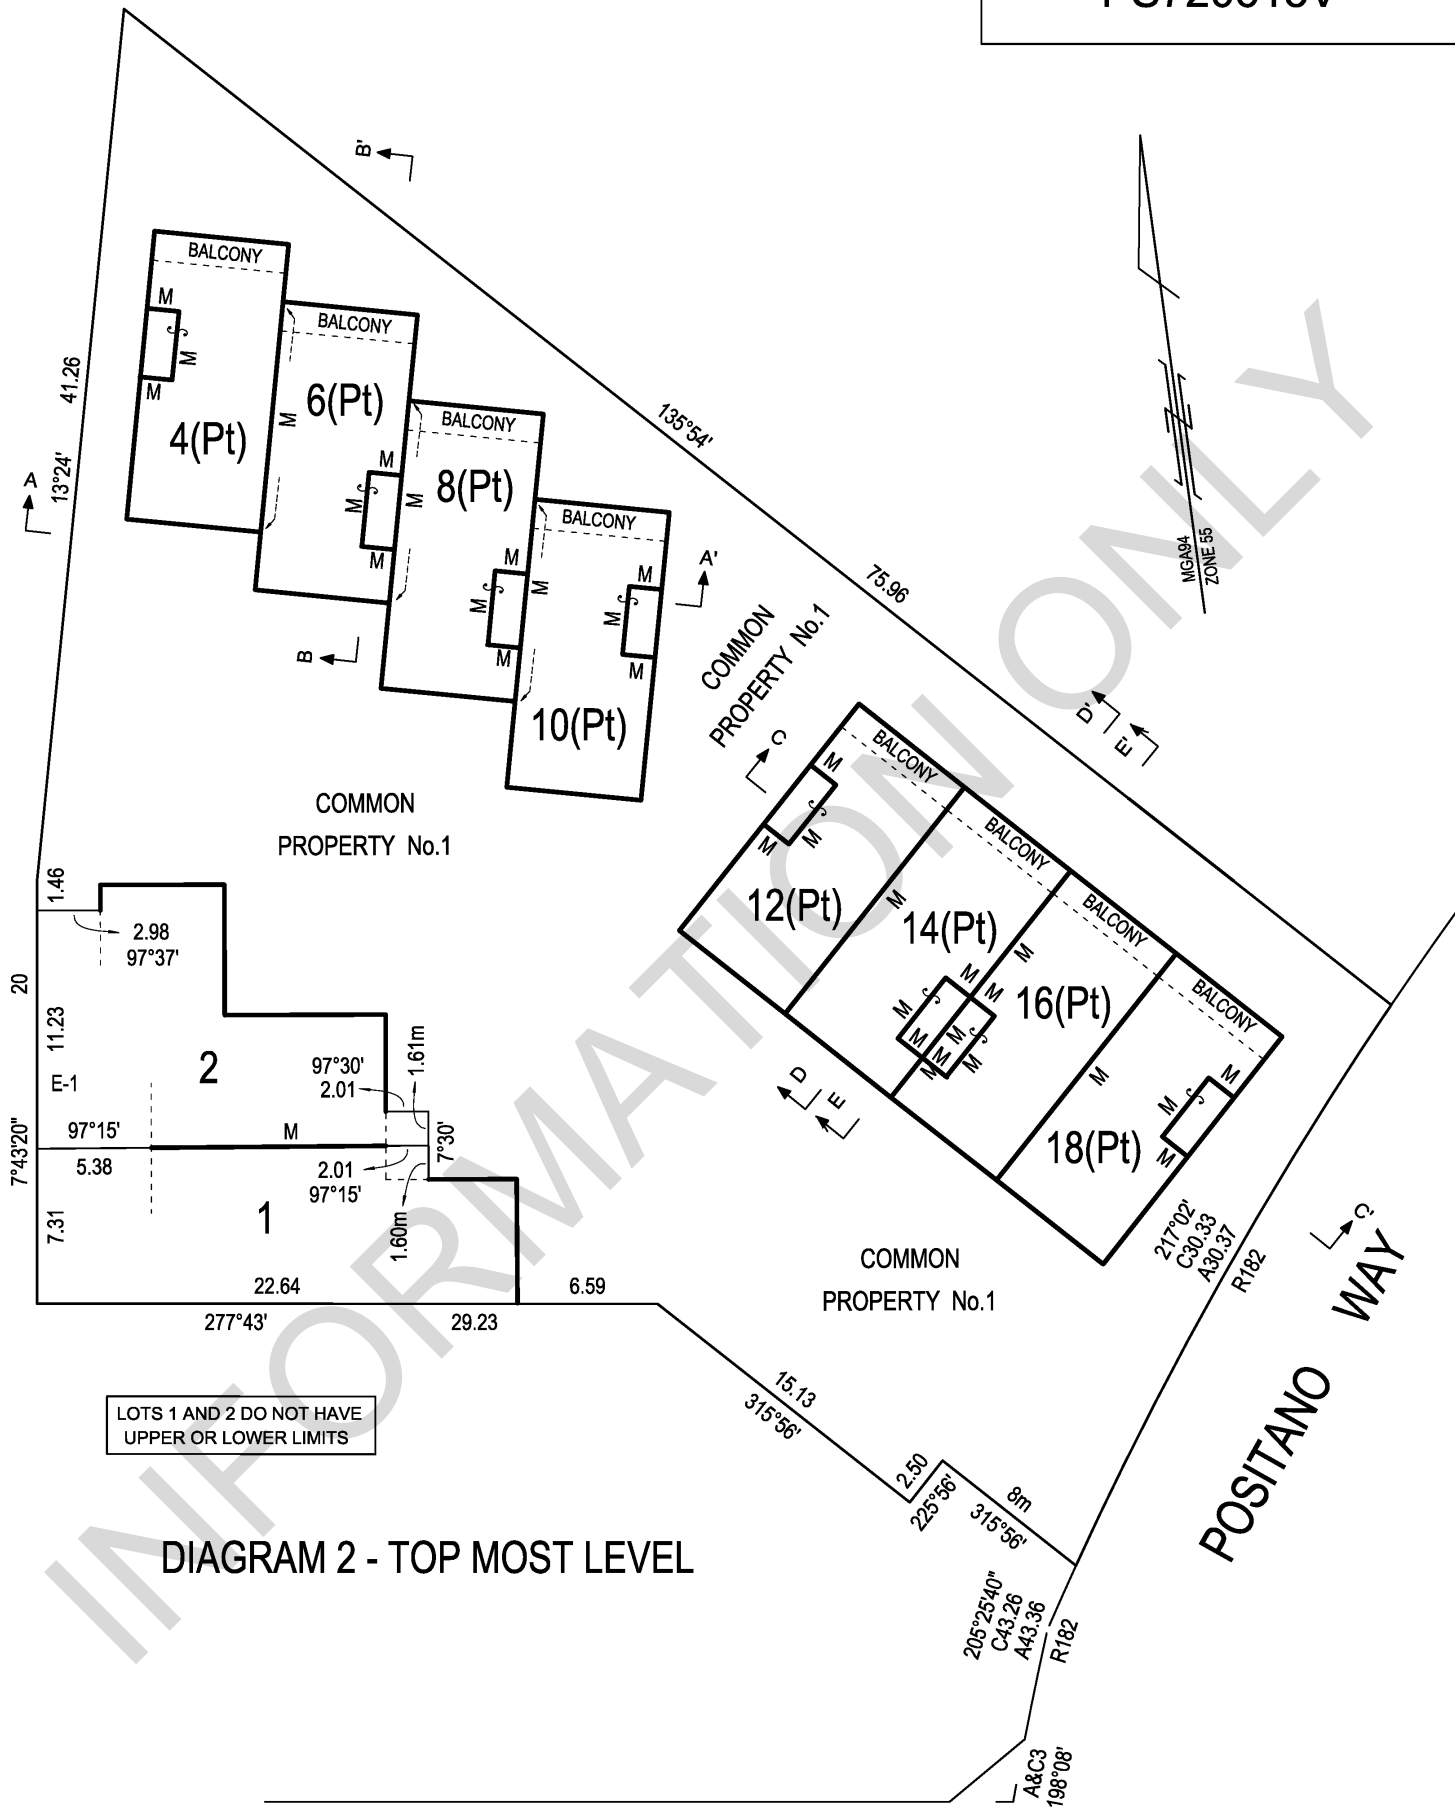 B'
BALCONY
M
M
M
4(Pt)
BALCONY
6(Pt)
M
M
M
M
BALCONY
8(Pt)
M
M
M
M
BALCONY
M
M
M
M
10(Pt)
41.26
13°24'
A
A'
B
135°54'
75.96
MGA94
ZONE 55
COMMON
PROPERTY No.1
COMMON
PROPERTY No.1
C
D'
E'
BALCONY
M
M
M
12(Pt)
M
BALCONY
14(Pt)
M
M
M
M
M
BALCONY
16(Pt)
M
M
M
M
M
M
BALCONY
M
M
M
18(Pt)
D
E
1.46
2.98
97°37'
20
11.23
E-1
2
97°30'
2.01
1.61m
7°43'20"
97°15'
5.38
M
7°30'
2.01
97°15'
7.31
1
1.60m
22.64
277°43'
29.23
6.59
COMMON
PROPERTY No.1
217°02'
C30.33
A30.37
R182
C'
POSITANO WAY
15.13
315°56'
2.50
225°56'
8m
315°56'
LOTS 1 AND 2 DO NOT HAVE
UPPER OR LOWER LIMITS
DIAGRAM 2 - TOP MOST LEVEL
205°25'40"
C43.26
A43.36
R182
A&C3
198°08'
INFORMATION ONLY